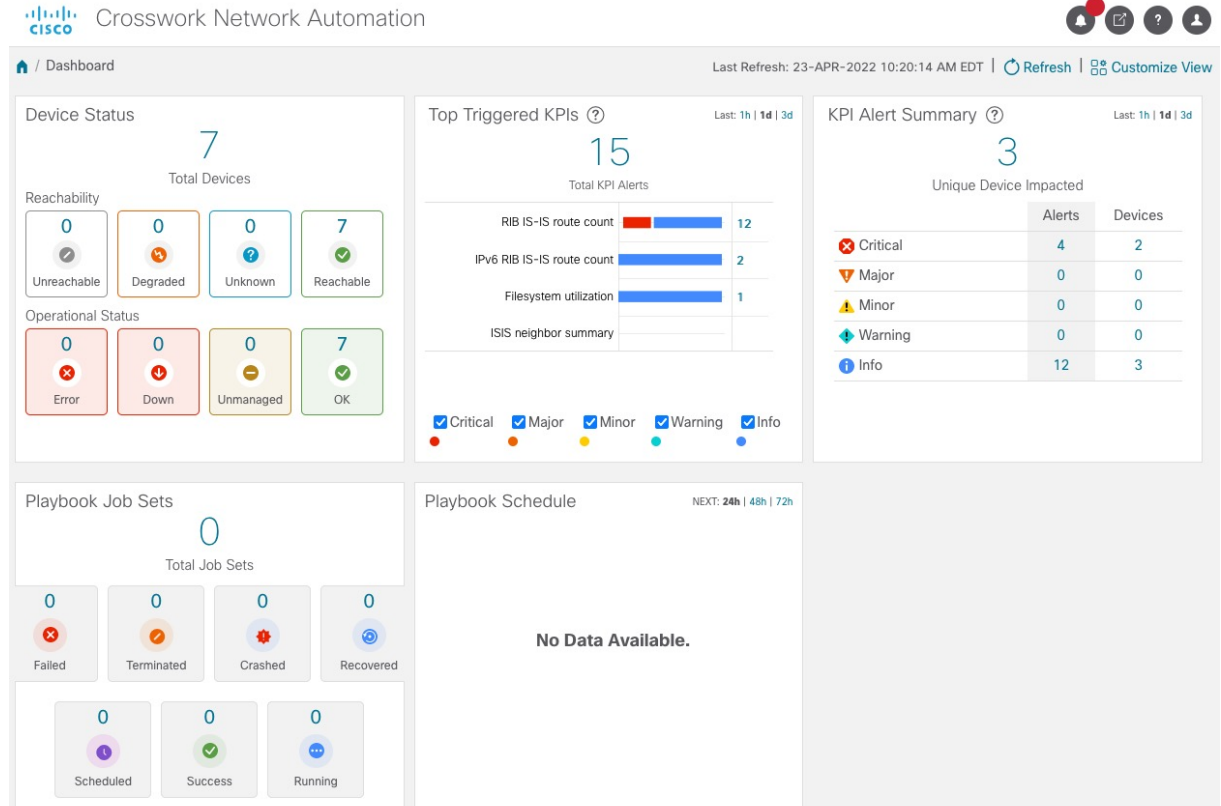 CISCO Crosswork Network Automation
/ Dashboard
Last Refresh: 23-APR-2022 10:20:14 AM EDT | Refresh | Customize View
Device Status
7
Total Devices
Reachability
0 0 0 7
Unreachable Degraded Unknown Reachable
Operational Status
0 0 0 7
Error Down Unmanaged OK
Top Triggered KPIs ? Last: 1h | 1d | 3d
15
Total KPI Alerts
RIB IS-IS route count 12
IPv6 RIB IS-IS route count 2
Filesystem utilization 1
ISIS neighbor summary
Critical Major Minor Warning Info
KPI Alert Summary ? Last: 1h | 1d | 3d
3
Unique Device Impacted
Alerts Devices
Critical 4 2
Major 0 0
Minor 0 0
Warning 0 0
Info 12 3
Playbook Job Sets
0
Total Job Sets
0 0 0 0
Failed Terminated Crashed Recovered
0 0 0
Scheduled Success Running
Playbook Schedule NEXT: 24h | 48h | 72h
No Data Available.